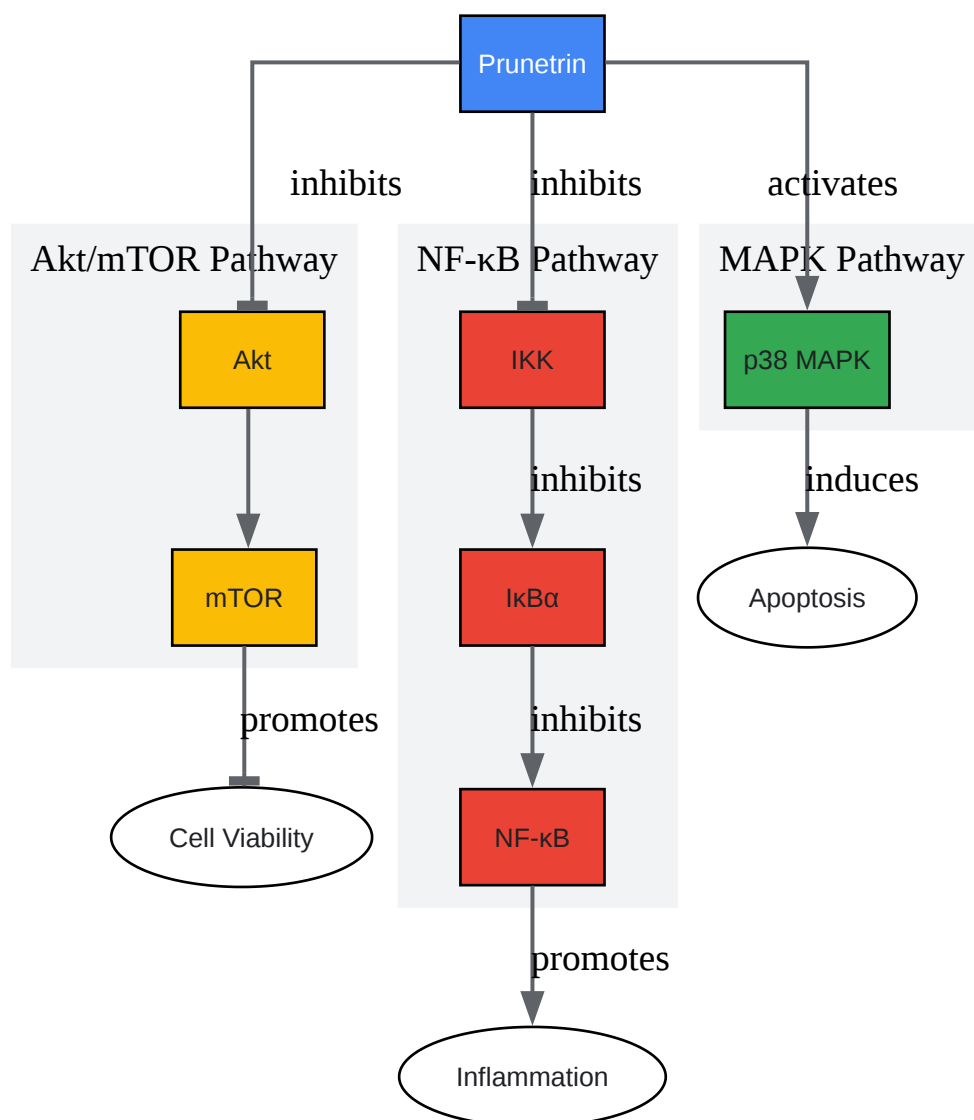 Prunetrin
inhibits
inhibits
activates
Akt/mTOR Pathway
NF-κB Pathway
MAPK Pathway
Akt
IKK
p38 MAPK
inhibits
induces
mTOR
IκBα
Apoptosis
promotes
inhibits
Cell Viability
NF-κB
promotes
Inflammation